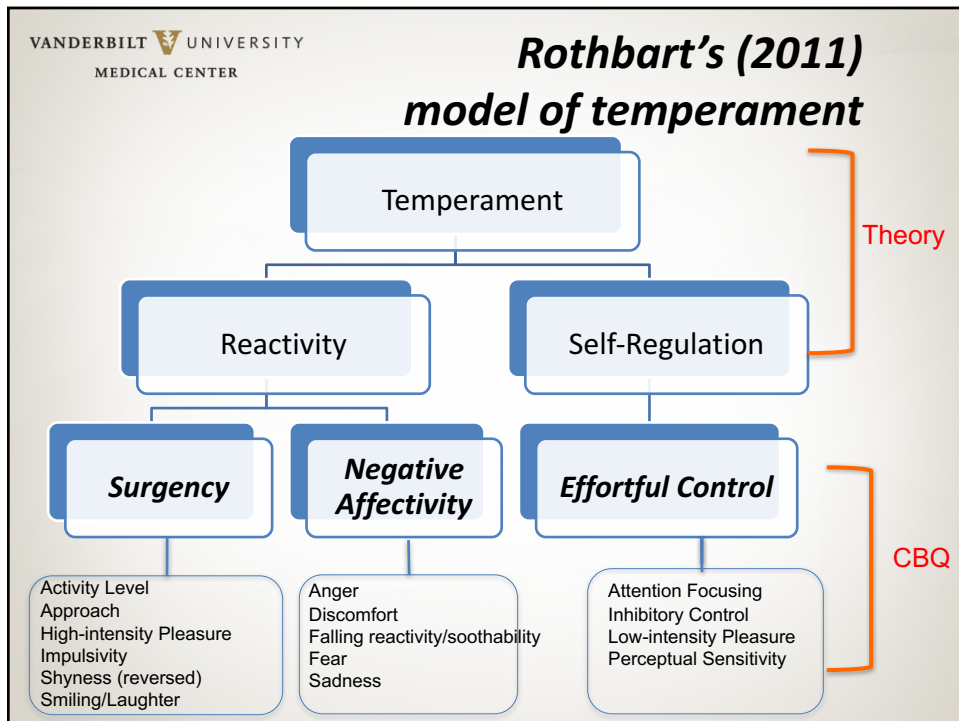 VANDERBILT UNIVERSITY
MEDICAL CENTER
Rothbart’s (2011)
model of temperament
Temperament
Theory
Reactivity
Self-Regulation
Surgency
Negative
Affectivity
Effortful Control
CBQ
Activity Level
Approach
High-intensity Pleasure
Impulsivity
Shyness (reversed)
Smiling/Laughter
Anger
Discomfort
Falling reactivity/soothability
Fear
Sadness
Attention Focusing
Inhibitory Control
Low-intensity Pleasure
Perceptual Sensitivity